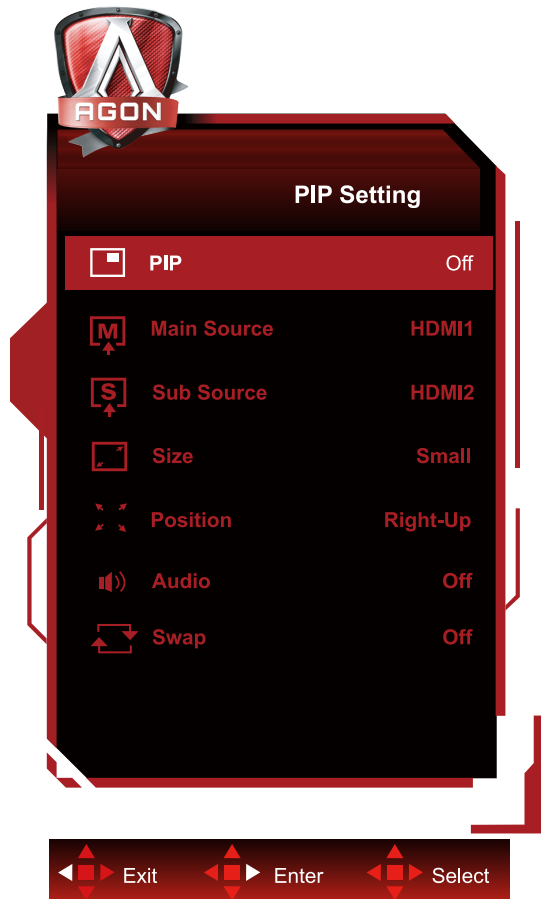 AGON
PIP Setting
PIP Off
M Main Source HDMI1
S Sub Source HDMI2
Size Small
Position Right-Up
Audio Off
Swap Off
Exit Enter Select